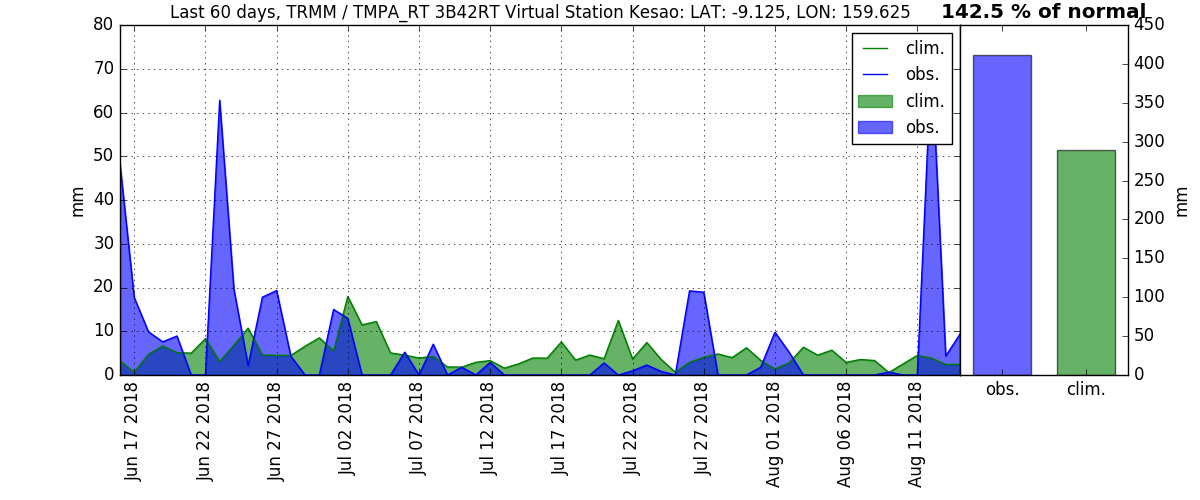 Last 60 days, TRMM / TMPA_RT 3B42RT Virtual Station Kesao: LAT: -9.125, LON: 159.625
142.5 % of normal
80
70
60
50
40
30
20
10
0
mm
clim.
obs.
clim.
obs.
450
400
350
300
250
200
150
100
50
0
mm
obs.
clim.
Jun 17 2018
Jun 22 2018
Jun 27 2018
Jul 02 2018
Jul 07 2018
Jul 12 2018
Jul 17 2018
Jul 22 2018
Jul 27 2018
Aug 01 2018
Aug 06 2018
Aug 11 2018